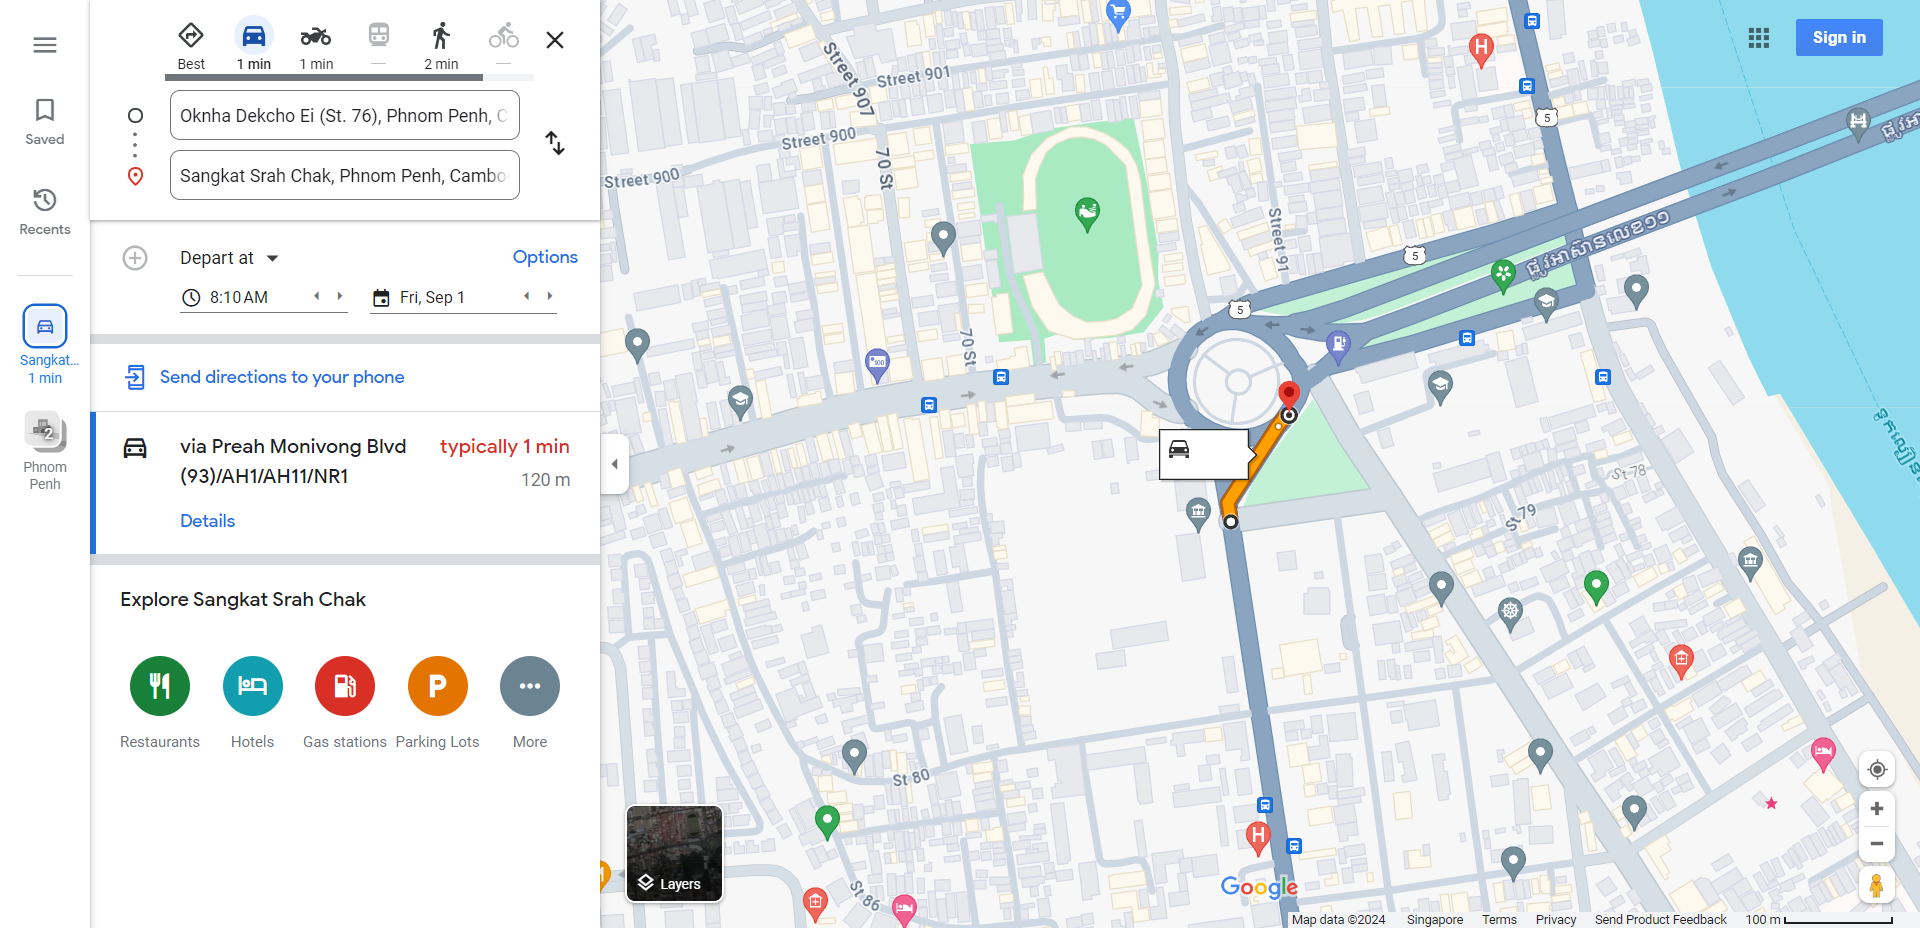 Best
1 min
1 min
—
2 min
—
Saved
Recents
Sangkat...
1 min
2
Phnom
Penh
Oknha Dekcho Ei (St. 76), Phnom Penh, C
Sangkat Srah Chak, Phnom Penh, Cambo
Depart at
Options
8:10 AM
Fri, Sep 1
Send directions to your phone
via Preah Monivong Blvd
(93)/AH1/AH11/NR1
typically 1 min
120 m
Details
Explore Sangkat Srah Chak
P
Restaurants
Hotels
Gas stations
Parking Lots
More
Sign in
Street 907
Street 901
Street 900
Street 900
70 St
70 St
Street 91
H
5
5
5
ផ្លូវអាស៊ានលេខ១១
St 78
St 79
St 80
St 86
H
Layers
Google
Map data ©2024
Singapore
Terms
Privacy
Send Product Feedback
100 m